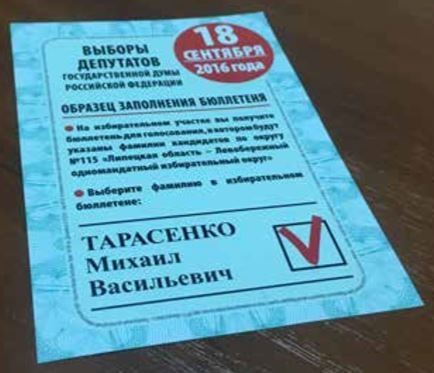 ВЫБОРЫ
ДЕПУТАТОВ
ГОСУДАРСТВЕННОЙ ДУМЫ
РОССИЙСКОЙ ФЕДЕРАЦИИ
18
СЕНТЯБРЯ
2016 года
ОБРАЗЕЦ ЗАПОЛНЕНИЯ БЮЛЛЕТЕНЯ
На избирательном участке вы получите
бюллетень для голосования, в котором будут
указаны фамилии кандидатов по округу
№115 «Липецкая область – Левобережный
одномандатный избирательный округ»
Выберите фамилию в избирательном
бюллетене:
ТАРАСЕНКО
Михаил
Васильевич